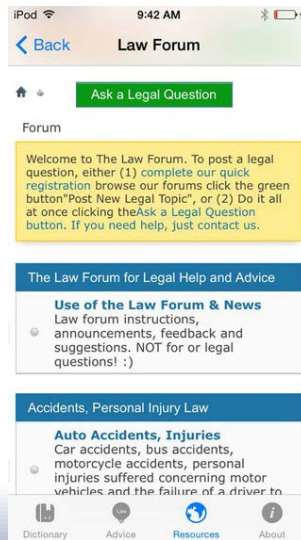 iPod 9:42 AM
Back Law Forum
Ask a Legal Question
Forum
Welcome to The Law Forum. To post a legal
question, either (1) complete our quick
registration browse our forums click the green
button"Post New Legal Topic", or (2) Do it all
at once clicking theAsk a Legal Question
button. If you need help, just contact us.
The Law Forum for Legal Help and Advice
Use of the Law Forum & News
Law forum instructions,
announcements, feedback and
suggestions. NOT for or legal
questions! :)
Accidents, Personal Injury Law
Auto Accidents, Injuries
Car accidents, bus accidents,
motorcycle accidents, personal
injuries suffered concerning motor
vehicles and the failure of a driver to
Dictionary Advice Resources About